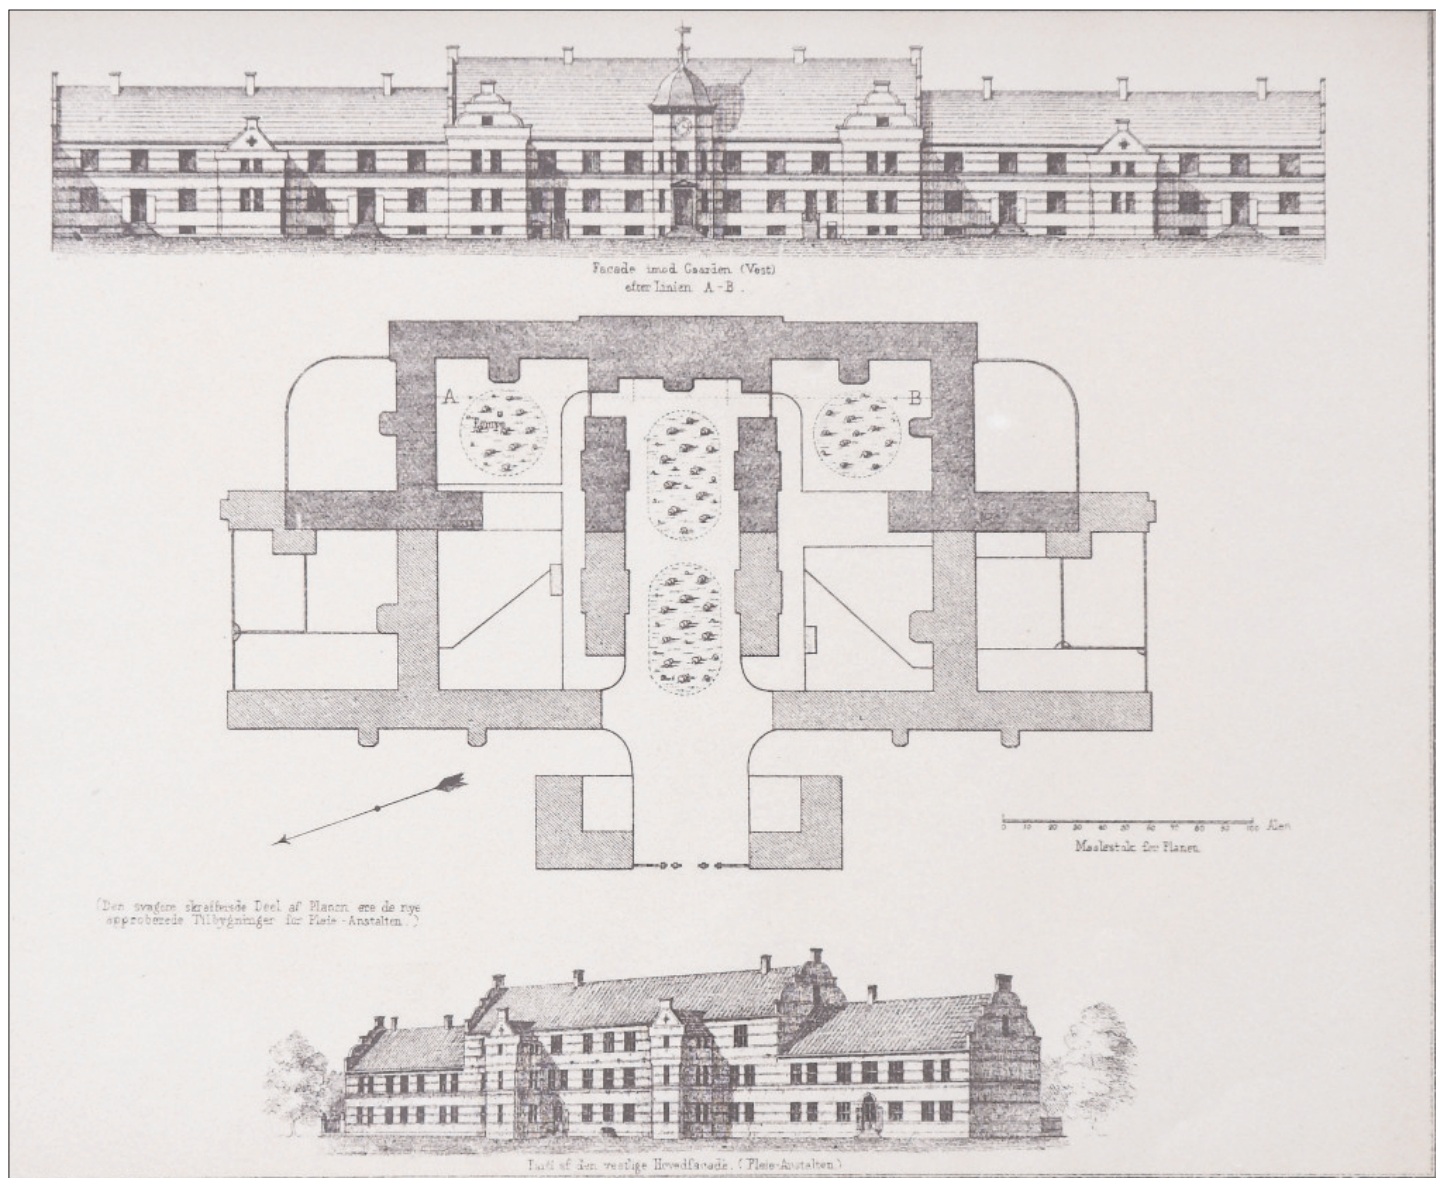 Facade imod Gaarden (Vest)
efter Linien A-B.
A
B
Pumpe
0 10 20 30 40 50 60 70 80 90 100 Alen
Maalestok for Planen.
(Den svagere skrafferede Deel af Planen ere de nye
approberede Tilbygninger for Pleie-Anstalten.)
Parti af den vestlige Hovedfacade. (Pleie-Anstalten.)